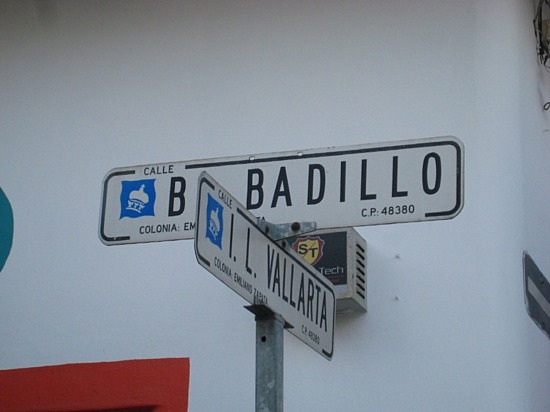 CALLE
B BADILLO
COLONIA: EM
C.P. 48380
CALLE
I. L. VALLARTA
COLONIA: EMILIANO ZAPATA
C.P. 48380
ST
Tech